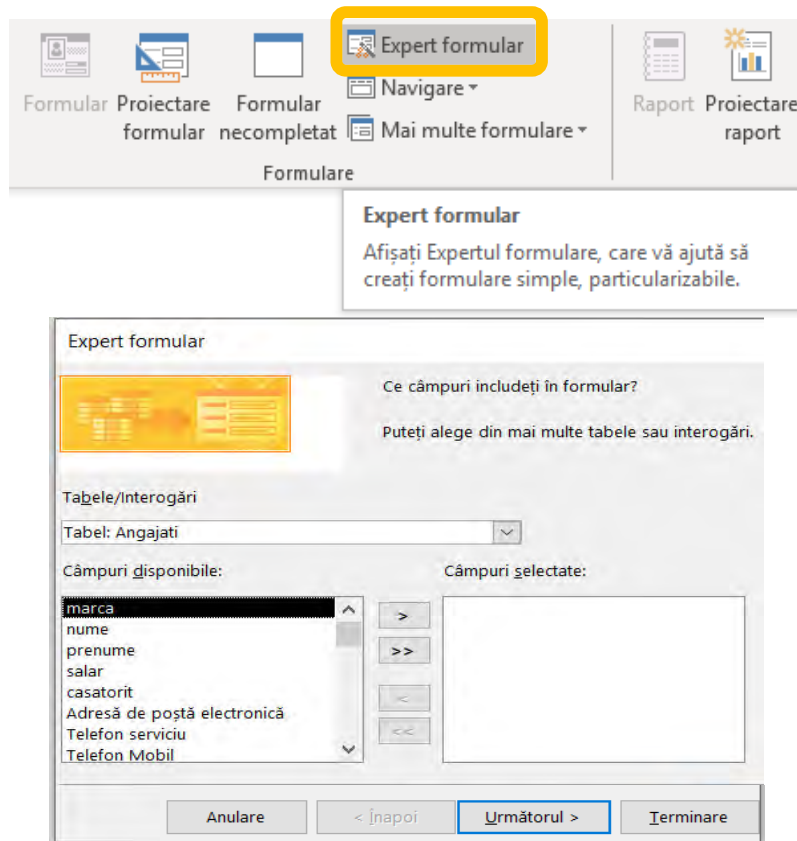 Expert formular
Navigare
Mai multe formulare
Formular
Proiectare
formular
Formular
necompletat
Formulare
Raport
Proiectare
raport
Expert formular
Afișați Expertul formulare, care vă ajută să
creați formulare simple, particularizabile.
Expert formular
Ce câmpuri includeți în formular?
Puteți alege din mai multe tabele sau interogări.
Tabele/Interogări
Tabel: Angajati
Câmpuri disponibile:
Câmpuri selectate:
marca
nume
prenume
salar
casatorit
Adresă de poștă electronică
Telefon serviciu
Telefon Mobil
>
>>
<
<<
Anulare
< Înapoi
Următorul >
Terminare